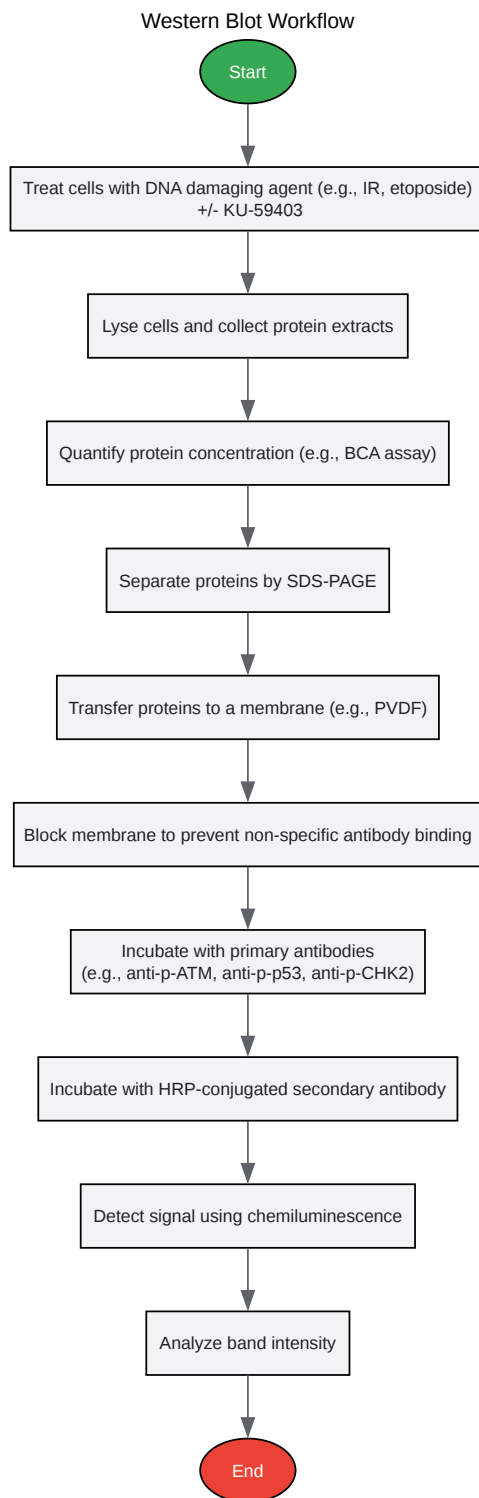 Western Blot Workflow
Start
Treat cells with DNA damaging agent (e.g., IR, etoposide)
+/- KU-59403
Lyse cells and collect protein extracts
Quantify protein concentration (e.g., BCA assay)
Separate proteins by SDS-PAGE
Transfer proteins to a membrane (e.g., PVDF)
Block membrane to prevent non-specific antibody binding
Incubate with primary antibodies
(e.g., anti-p-ATM, anti-p-p53, anti-p-CHK2)
Incubate with HRP-conjugated secondary antibody
Detect signal using chemiluminescence
Analyze band intensity
End